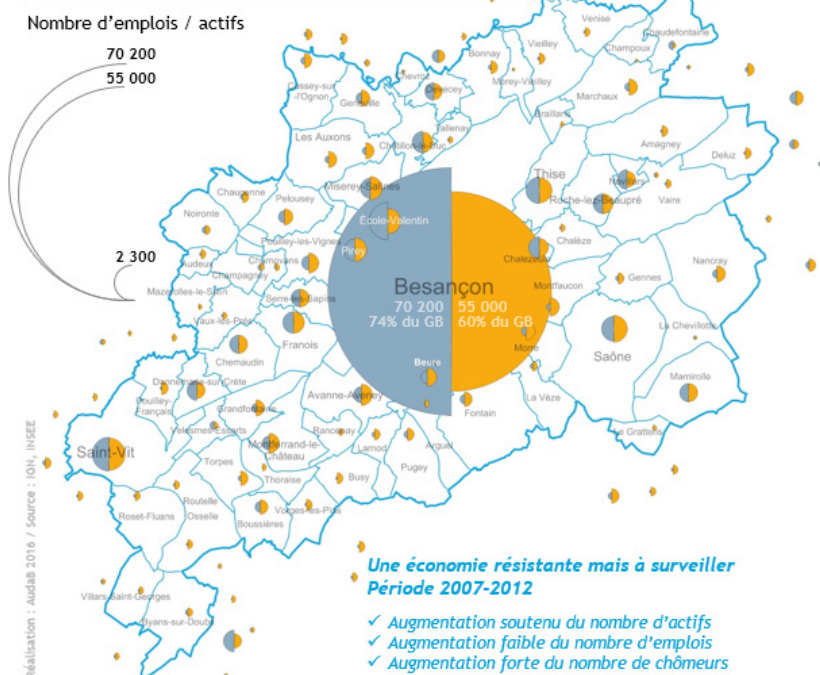 Nombre d'emplois / actifs
70 200
55 000
2 300
Venise
Chaudefontaine
Vieilley
Bonnay
Champoux
Chevroz
Merey-Vieilley
Cussey-sur
-l'Ognon
Devecey
Geneuille
Marchaux
Braillans
Tallenay
Les Auxons
Châtillon-le-Duc
Amagney
Deluz
Thise
Novillars
Miserey-Salines
Chaucenne
Pelousey
Roche-lez-Beaupré
Vaire
Noironte
École-Valentin
Chalèze
Pouilley-les-Vignes
Pirey
Chalezeule
Audeux
Champvans
Nancray
Champagney
Gennes
Besançon
Montfaucon
Mazerolles-le-Salin
Serre-les-Sapins
70 200
55 000
74% du GB
60% du GB
Vaux-les-Prés
La Chevillotte
Franois
Morre
Saône
Chemaudin
Beure
Mamirolle
Dannemarie-sur-Crète
Avanne-Aveney
La Vèze
Pouilley-
Français
Grandfontaine
Fontain
Velesmes-Essarts
Rancenay
Le Gratteris
Saint-Vit
Montferrand-le-
Château
Larnod
Arguel
Torpes
Pugey
Thoraise
Busy
Routelle
Roset-Fluans
Osselle
Vorges-les-Pins
Boussières
Villars-Saint-Georges
Byans-sur-Doubs
Une économie résistante mais à surveiller
Période 2007-2012
✓ Augmentation soutenu du nombre d'actifs
✓ Augmentation faible du nombre d'emplois
✓ Augmentation forte du nombre de chômeurs
Réalisation : AudaB 2016 / Source : IGN, INSEE